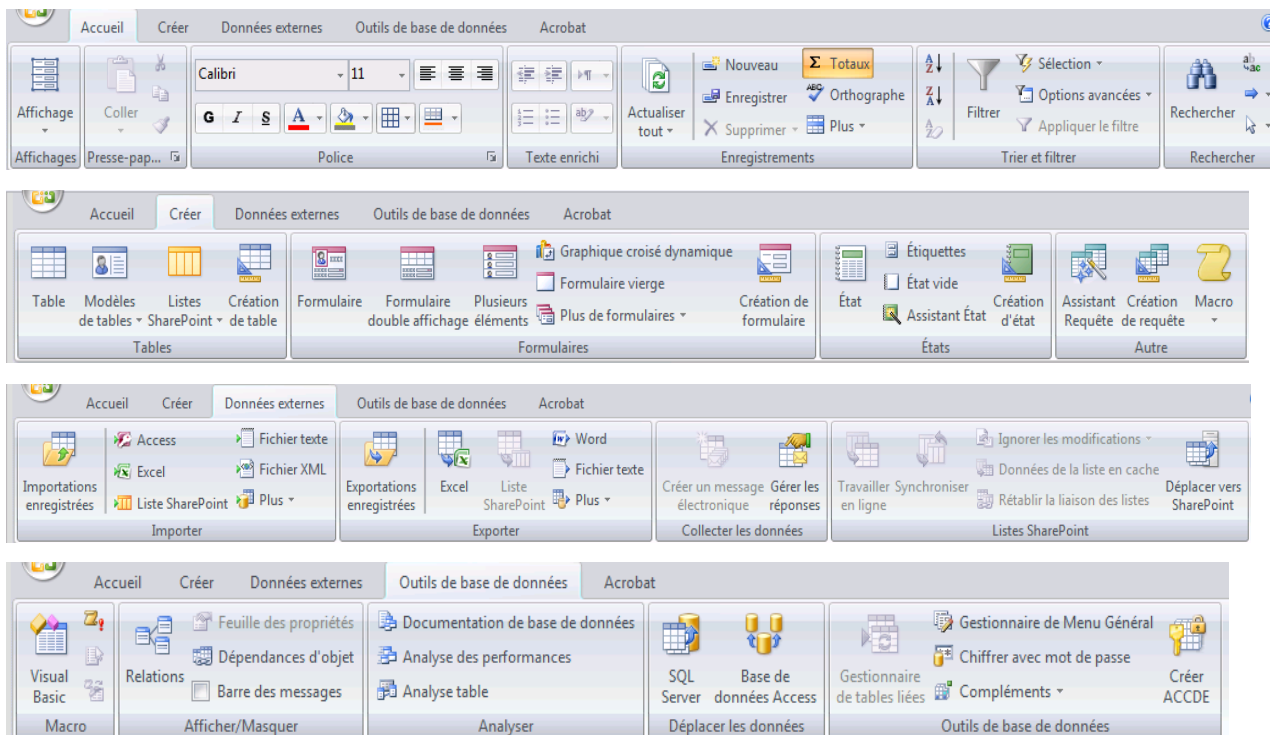 Accueil Créer Données externes Outils de base de données Acrobat
Calibri 11 Nouveau Σ Totaux Sélection
Affichage Coller Actualiser tout Enregistrer Orthographe Filtrer Options avancées Rechercher
G I S A Supprimer Plus Appliquer le filtre
Affichages Presse-pap... Police Texte enrichi Enregistrements Trier et filtrer Rechercher
Accueil Créer Données externes Outils de base de données Acrobat
Graphique croisé dynamique Étiquettes
Formulaire vierge État vide
Table Modèles Listes Création Formulaire Formulaire Plusieurs Création de État Création Assistant Création Macro
de tables SharePoint de table double affichage éléments Plus de formulaires formulaire Assistant État d'état Requête de requête
Tables Formulaires États Autre
Accueil Créer Données externes Outils de base de données Acrobat
Access Fichier texte Word Ignorer les modifications
Excel Fichier XML Fichier texte Données de la liste en cache
Importations Exportations Excel Liste Créer un message Gérer les Travailler Synchroniser Déplacer vers
enregistrées Liste SharePoint Plus enregistrées SharePoint Plus électronique réponses en ligne Rétablir la liaison des listes SharePoint
Importer Exporter Collecter les données Listes SharePoint
Accueil Créer Données externes Outils de base de données Acrobat
Feuille des propriétés Documentation de base de données Gestionnaire de Menu Général
Dépendances d'objet Analyse des performances Chiffrer avec mot de passe
Visual Relations SQL Base de Gestionnaire Créer
Basic Barre des messages Analyse table Server données Access de tables liées Compléments ACCDE
Macro Afficher/Masquer Analyser Déplacer les données Outils de base de données